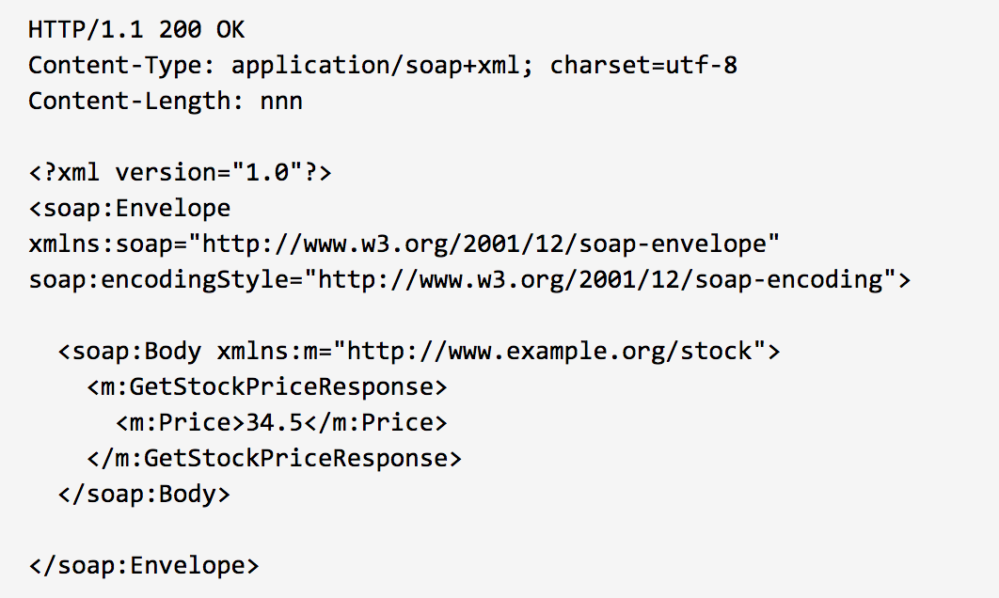 HTTP/1.1 200 OK
Content-Type: application/soap+xml; charset=utf-8
Content-Length: nnn

<?xml version="1.0"?>
<soap:Envelope
xmlns:soap="http://www.w3.org/2001/12/soap-envelope"
soap:encodingStyle="http://www.w3.org/2001/12/soap-encoding">

  <soap:Body xmlns:m="http://www.example.org/stock">
    <m:GetStockPriceResponse>
      <m:Price>34.5</m:Price>
    </m:GetStockPriceResponse>
  </soap:Body>

</soap:Envelope>